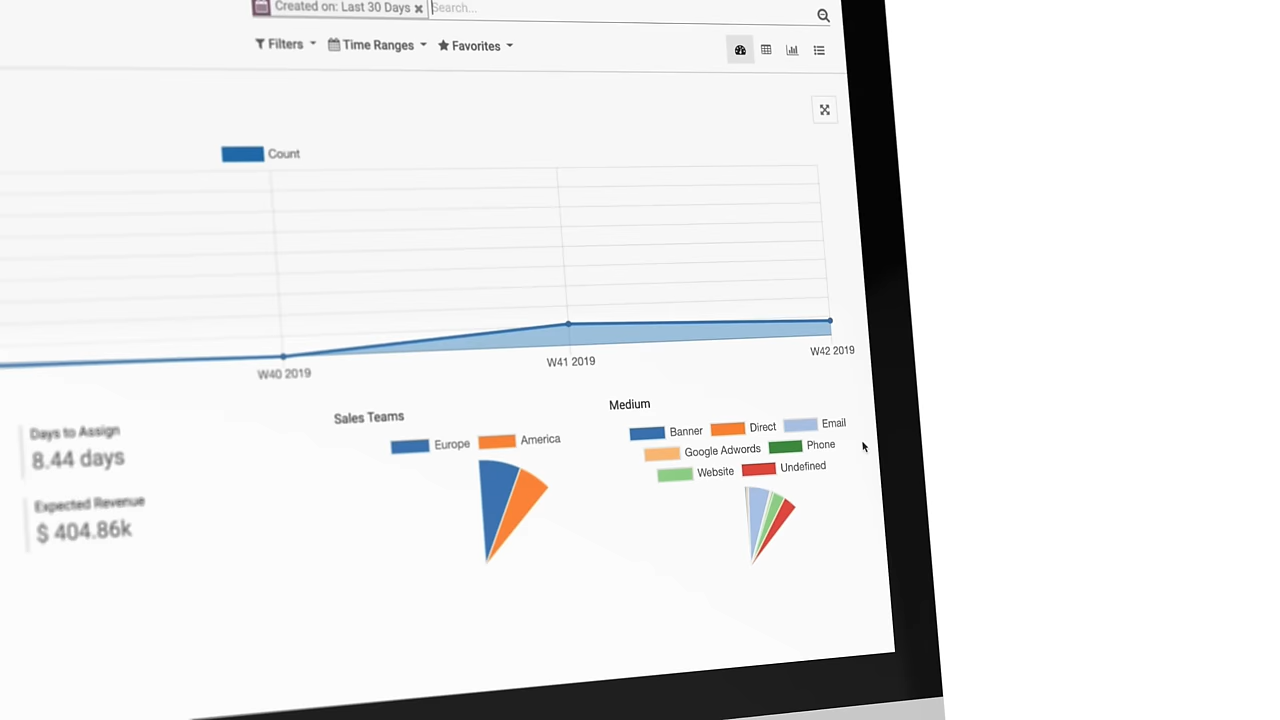 Created on: Last 30 Days × Search...
Filters Time Ranges Favorites
Count
W40 2019 W41 2019 W42 2019
Days to Assign
8.44 days
Expected Revenue
$ 404.86k
Sales Teams
Europe America
Medium
Banner Direct Email
Google Adwords Phone
Website Undefined